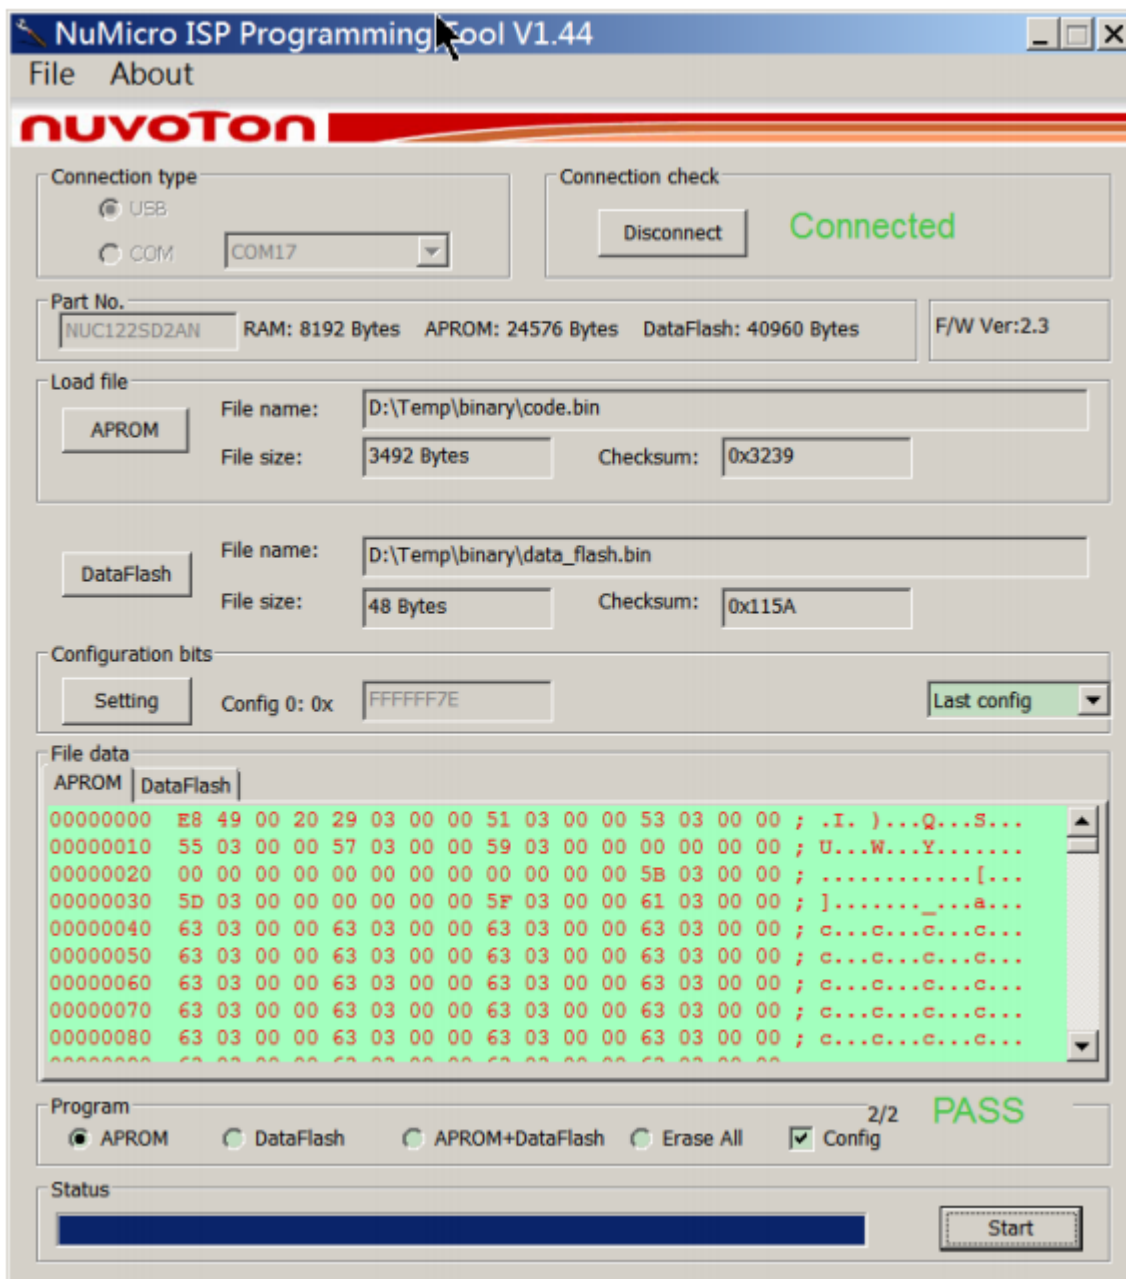 NuMicro ISP Programming Tool V1.44
File About
nuvoTon
Connection type
USB
COM COM17
Connection check
Disconnect Connected
Part No.
NUC122SD2AN RAM: 8192 Bytes APROM: 24576 Bytes DataFlash: 40960 Bytes
F/W Ver:2.3
Load file
APROM
File name: D:\Temp\binary\code.bin
File size: 3492 Bytes Checksum: 0x3239
DataFlash
File name: D:\Temp\binary\data_flash.bin
File size: 48 Bytes Checksum: 0x115A
Configuration bits
Setting Config 0: 0x FFFFFF7E Last config
File data
APROM DataFlash
00000000 E8 49 00 20 29 03 00 00 51 03 00 00 53 03 00 00 ; .I. )...Q...S...
00000010 55 03 00 00 57 03 00 00 59 03 00 00 00 00 00 00 ; U...W...Y.......
00000020 00 00 00 00 00 00 00 00 00 00 00 00 5B 03 00 00 ; ............[...
00000030 5D 03 00 00 00 00 00 00 5F 03 00 00 61 03 00 00 ; ]......._...a...
00000040 63 03 00 00 63 03 00 00 63 03 00 00 63 03 00 00 ; c...c...c...c...
00000050 63 03 00 00 63 03 00 00 63 03 00 00 63 03 00 00 ; c...c...c...c...
00000060 63 03 00 00 63 03 00 00 63 03 00 00 63 03 00 00 ; c...c...c...c...
00000070 63 03 00 00 63 03 00 00 63 03 00 00 63 03 00 00 ; c...c...c...c...
00000080 63 03 00 00 63 03 00 00 63 03 00 00 63 03 00 00 ; c...c...c...c...
Program 2/2 PASS
APROM DataFlash APROM+DataFlash Erase All Config
Status
Start